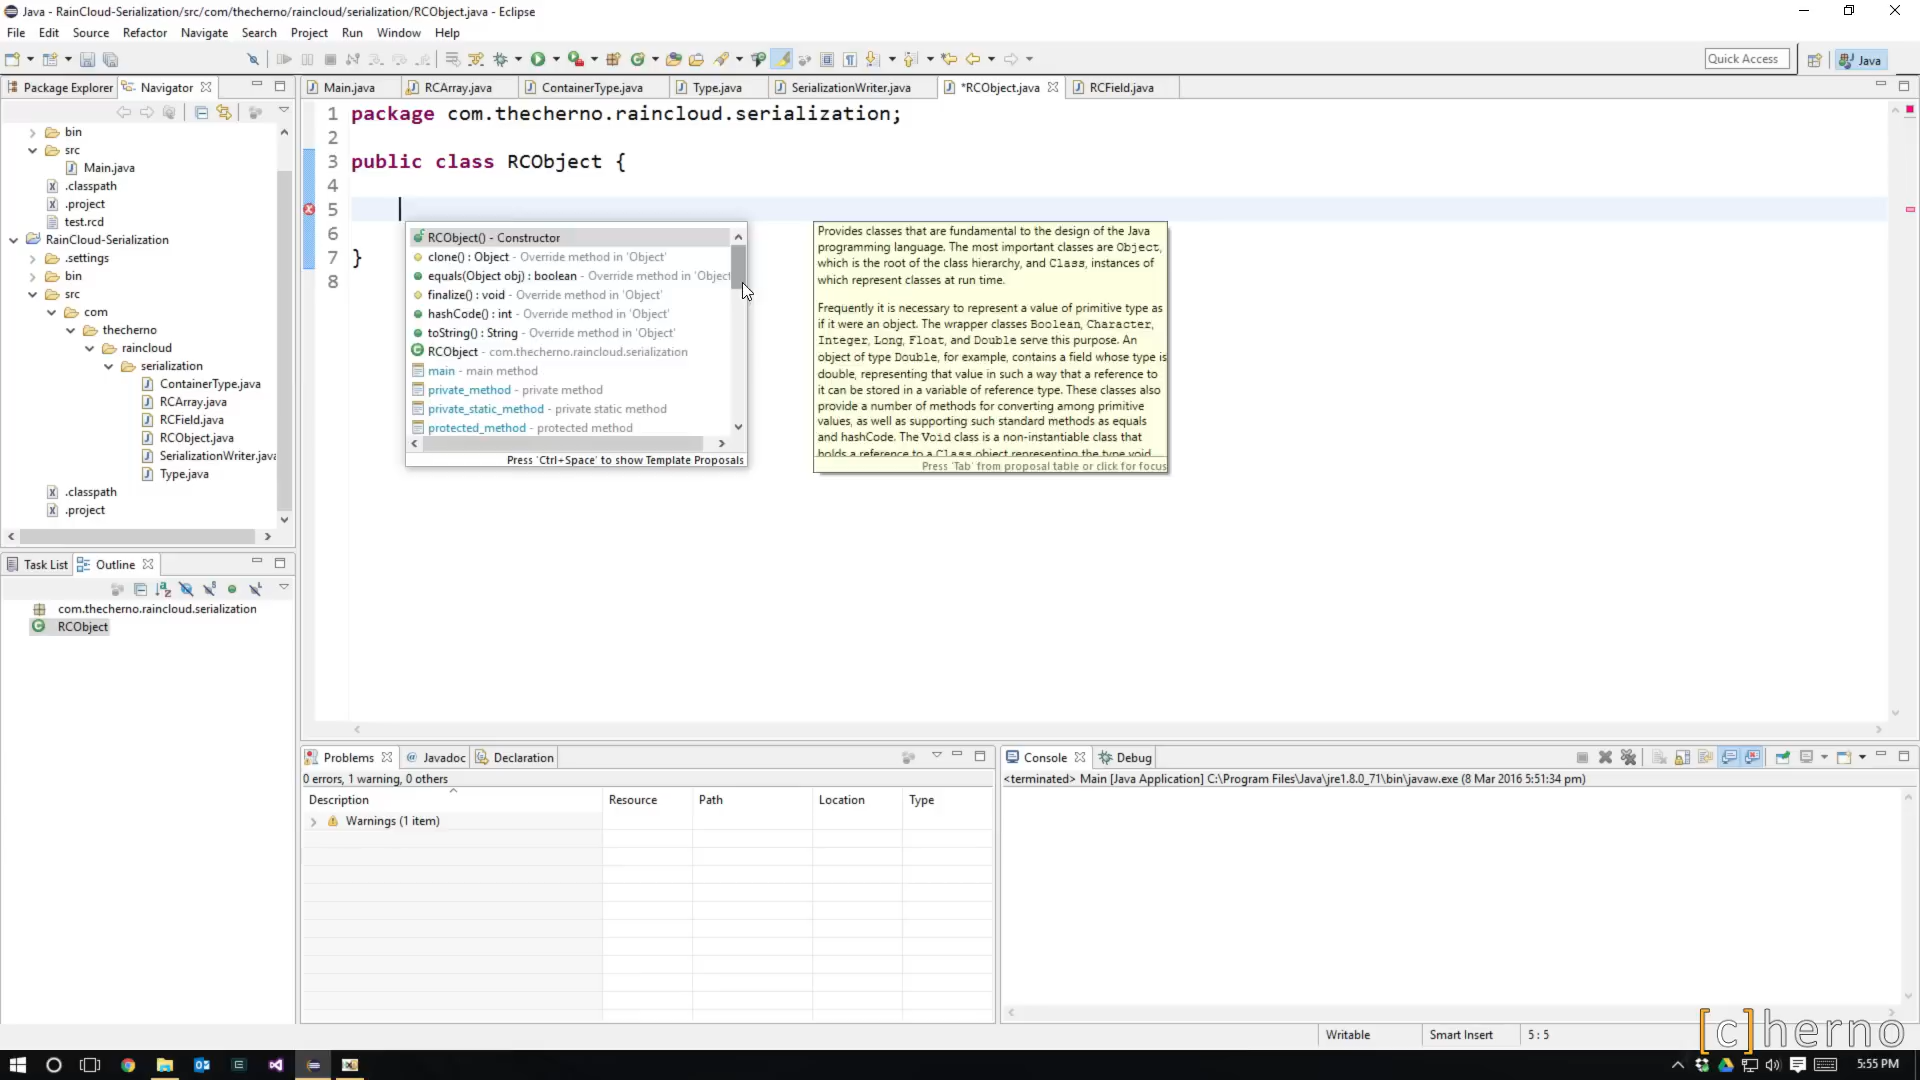 Java - RainCloud-Serialization/src/com/thecherno/raincloud/serialization/RCObject.java - Eclipse
File Edit Source Refactor Navigate Search Project Run Window Help
Quick Access
Java
Package Explorer
Navigator
Main.java
RCArray.java
ContainerType.java
Type.java
SerializationWriter.java
*RCObject.java
RCField.java
bin
src
Main.java
.classpath
.project
test.rcd
RainCloud-Serialization
.settings
bin
src
com
thecherno
raincloud
serialization
ContainerType.java
RCArray.java
RCField.java
RCObject.java
SerializationWriter.java
Type.java
.classpath
.project
1 package com.thecherno.raincloud.serialization;
2
3 public class RCObject {
4
5
6
7 }
8
RCObject() - Constructor
clone() : Object - Override method in 'Object'
equals(Object obj) : boolean - Override method in 'Object
finalize() : void - Override method in 'Object'
hashCode() : int - Override method in 'Object'
toString() : String - Override method in 'Object'
RCObject - com.thecherno.raincloud.serialization
main - main method
private_method - private method
private_static_method - private static method
protected_method - protected method
Press 'Ctrl+Space' to show Template Proposals
Provides classes that are fundamental to the design of the Java
programming language. The most important classes are Object,
which is the root of the class hierarchy, and Class, instances of
which represent classes at run time.
Frequently it is necessary to represent a value of primitive type as
if it were an object. The wrapper classes Boolean, Character,
Integer, Long, Float, and Double serve this purpose. An
object of type Double, for example, contains a field whose type is
double, representing that value in such a way that a reference to
it can be stored in a variable of reference type. These classes also
provide a number of methods for converting among primitive
values, as well as supporting such standard methods as equals
and hashCode. The Void class is a non-instantiable class that
holds a reference to a Class object representing the type void.
Press 'Tab' from proposal table or click for focus
Task List
Outline
com.thecherno.raincloud.serialization
RCObject
Problems
Javadoc
Declaration
0 errors, 1 warning, 0 others
Description Resource Path Location Type
Warnings (1 item)
Console
Debug
<terminated> Main [Java Application] C:\Program Files\Java\jre1.8.0_71\bin\javaw.exe (8 Mar 2016 5:51:34 pm)
Writable
Smart Insert
5 : 5
[c]herno
5:55 PM